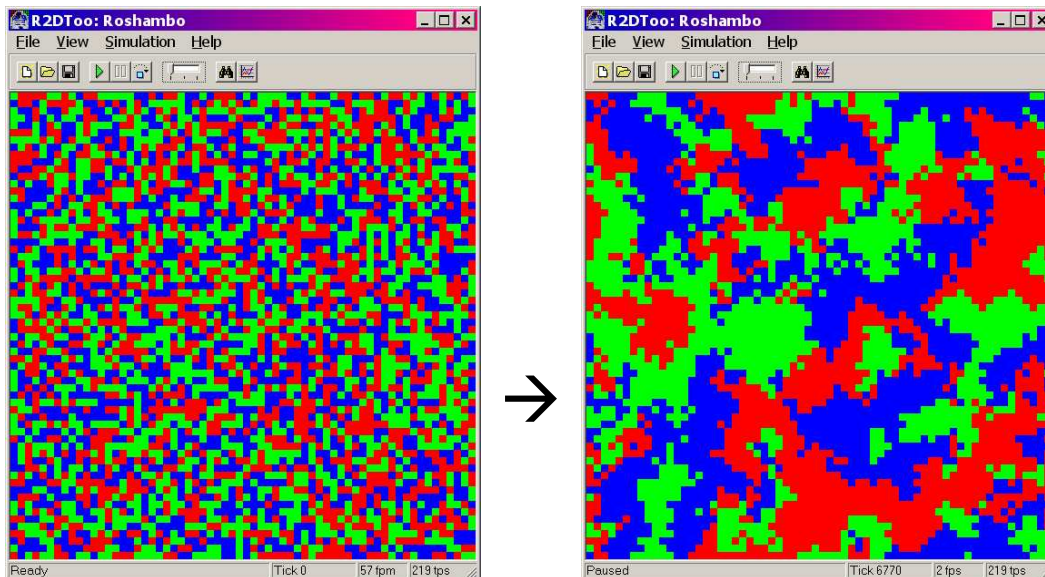 R2DToo: Roshambo
File View Simulation Help
Ready Tick 0 57 fpm 219 tps
R2DToo: Roshambo
File View Simulation Help
Paused Tick 6770 2 fps 219 tps